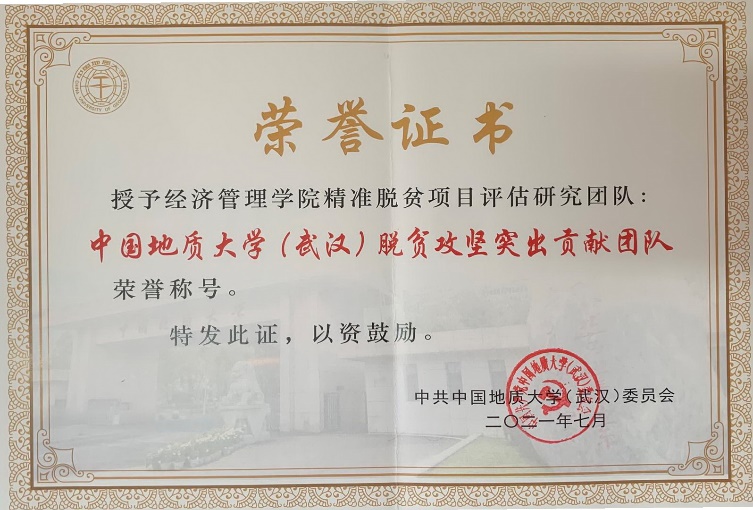 荣誉证书
授予经济管理学院精准脱贫项目评估研究团队：
中国地质大学（武汉）脱贫攻坚突出贡献团队
荣誉称号。
特发此证，以资鼓励。
中共中国地质大学（武汉）委员会
二〇二一年七月